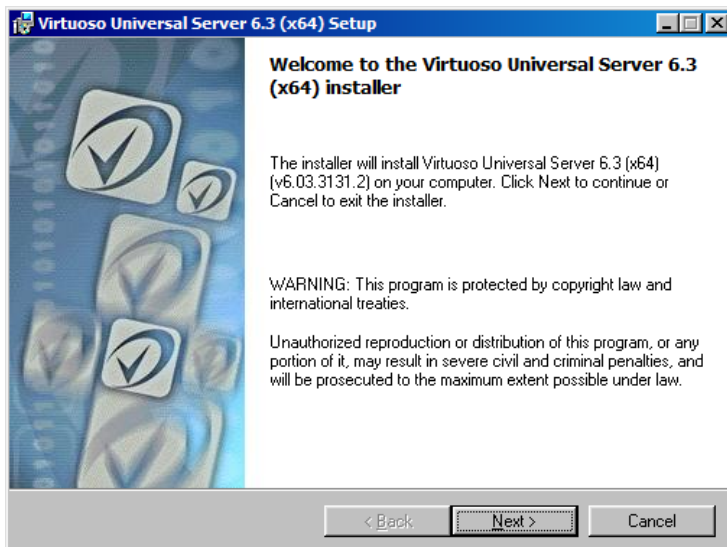 Virtuoso Universal Server 6.3 (x64) Setup
Welcome to the Virtuoso Universal Server 6.3
(x64) installer
The installer will install Virtuoso Universal Server 6.3 (x64)
(v6.03.3131.2) on your computer. Click Next to continue or
Cancel to exit the installer.
WARNING: This program is protected by copyright law and
international treaties.
Unauthorized reproduction or distribution of this program, or any
portion of it, may result in severe civil and criminal penalties, and
will be prosecuted to the maximum extent possible under law.
< Back Next > Cancel